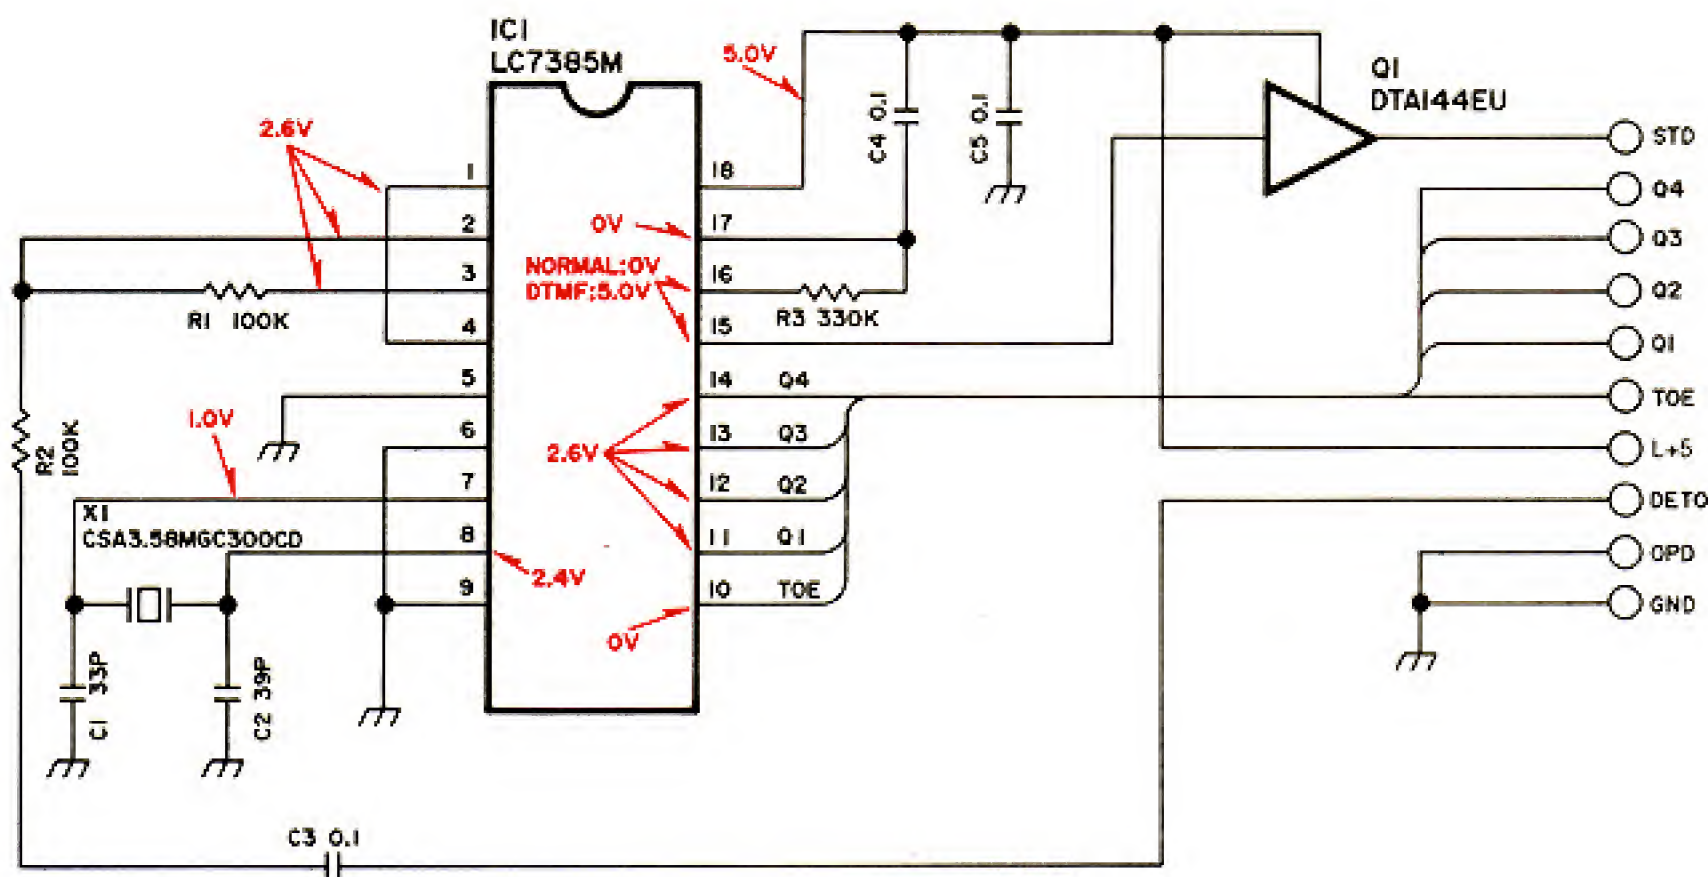 IC1
LC7385M
5.0V
Q1
DTA144EU
2.6V
C4 0.1
C5 0.1
1
2
3
4
5
6
7
8
9
18
17
16
15
14
13
12
11
10
0V
NORMAL:0V
DTMF:5.0V
R1 100K
R3 330K
Q4
Q3
Q2
Q1
TOE
2.6V
1.0V
R2
100K
X1
CSA3.58MGC300CD
2.4V
0V
C1 33P
C2 39P
C3 0.1
STD
Q4
Q3
Q2
Q1
TOE
L+5
DETO
OPD
GND